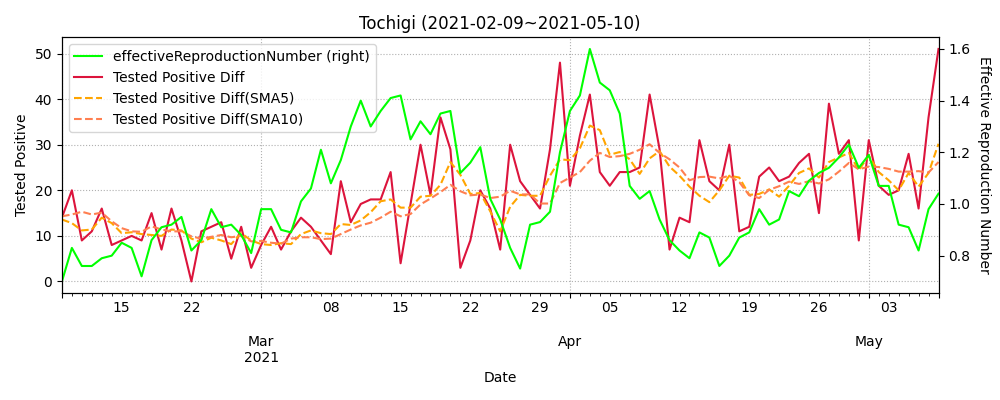 Tochigi (2021-02-09~2021-05-10)
effectiveReproductionNumber (right)
Tested Positive Diff
Tested Positive Diff(SMA5)
Tested Positive Diff(SMA10)
Tested Positive
50
40
30
20
10
0
Effective Reproduction Number
1.6
1.4
1.2
1.0
0.8
15 22 08 15 22 29 05 12 19 26 03
Mar Apr May
2021
Date